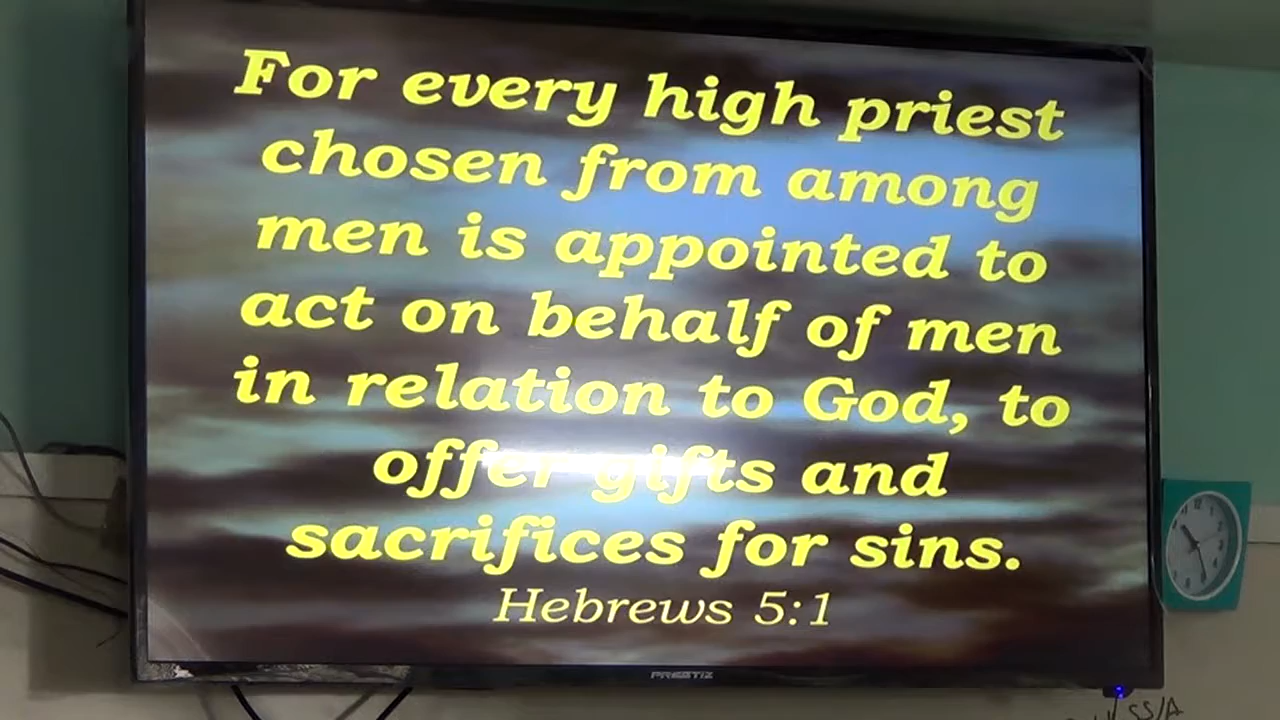 For every high priest
chosen from among
men is appointed to
act on behalf of men
in relation to God, to
offer gifts and
sacrifices for sins.
Hebrews 5:1
PRESTIZ
SS/A